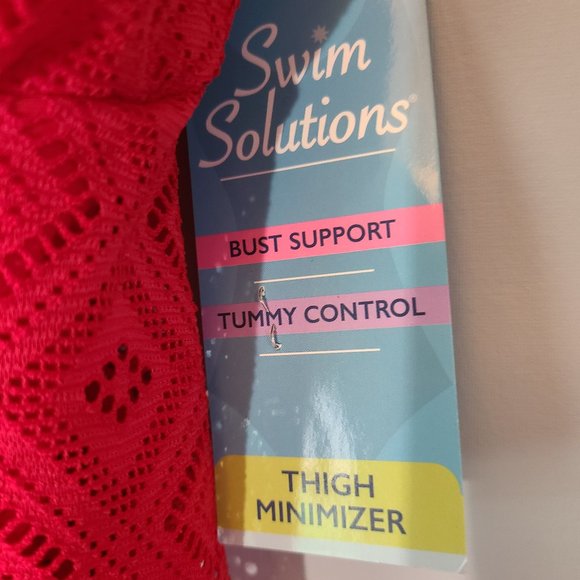 Swim
Solutions®
BUST SUPPORT
TUMMY CONTROL
THIGH
MINIMIZER